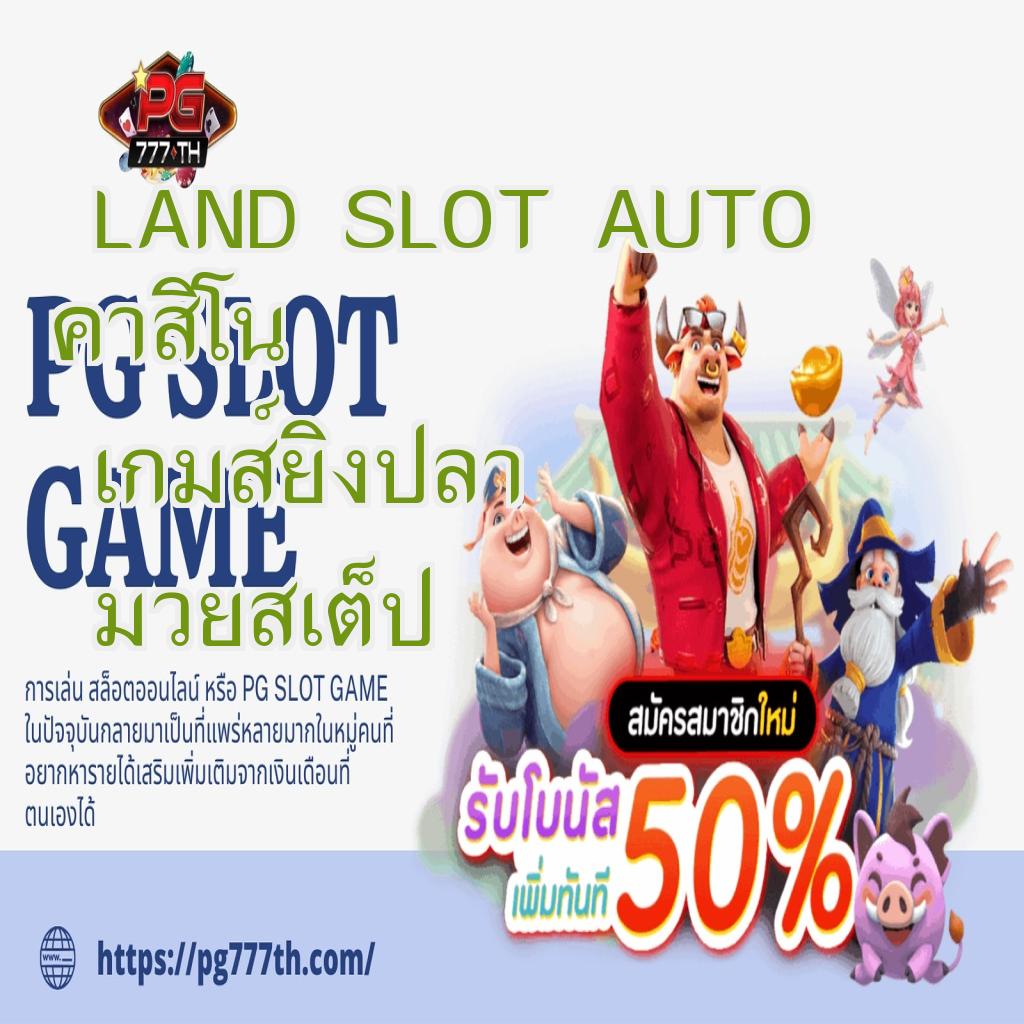 PG
777 TH
LAND SLOT AUTO
คาสิโน
PG SLOT
เกมส์ยิงปลา
GAME
มวยสเต็ป
การเล่น สล็อตออนไลน์ หรือ PG SLOT GAME
ในปัจจุบันกลายมาเป็นที่แพร่หลายมากในหมู่คนที่
อยากหารายได้เสริมเพิ่มเติมจากเงินเดือนที่
ตนเองได้
สมัครสมาชิกใหม่
รับโบนัส
50%
เพิ่มทันที
https://pg777th.com/